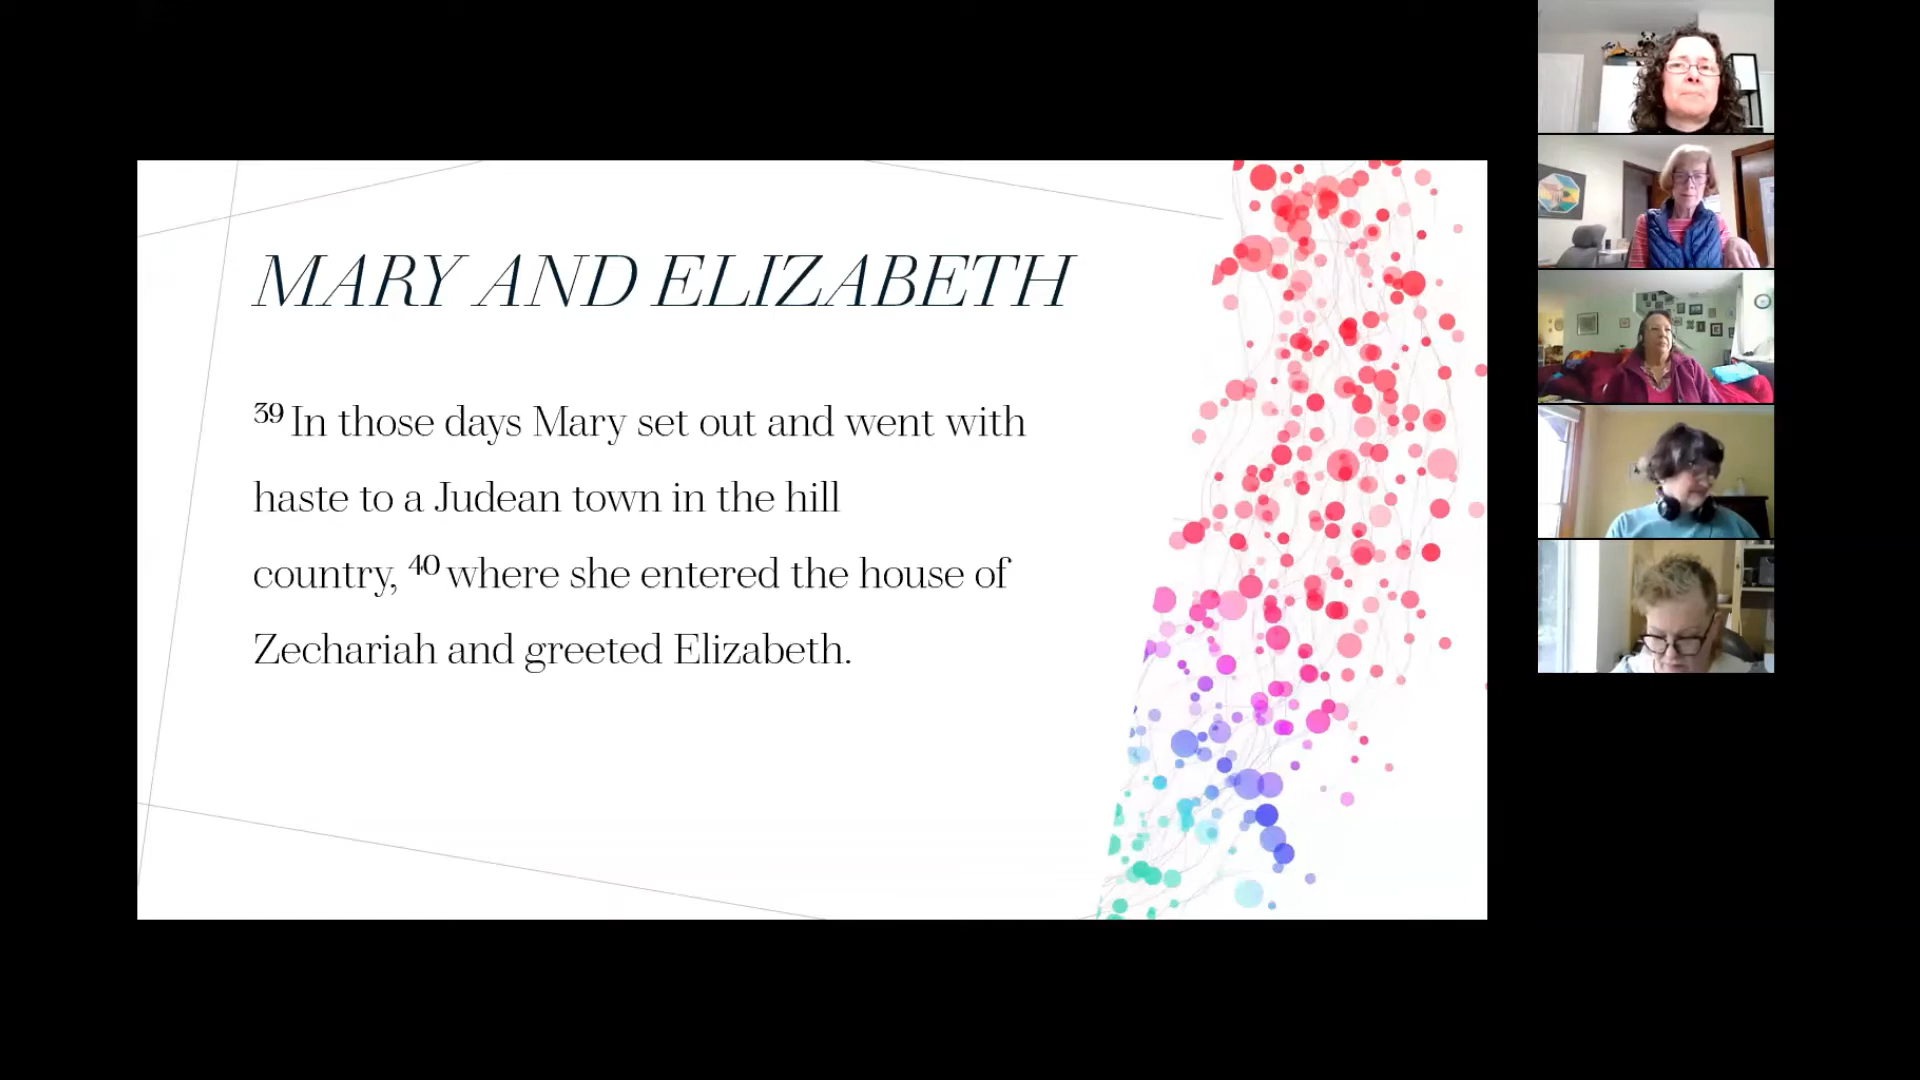 MARY AND ELIZABETH
39 In those days Mary set out and went with
haste to a Judean town in the hill
country, 40 where she entered the house of
Zechariah and greeted Elizabeth.